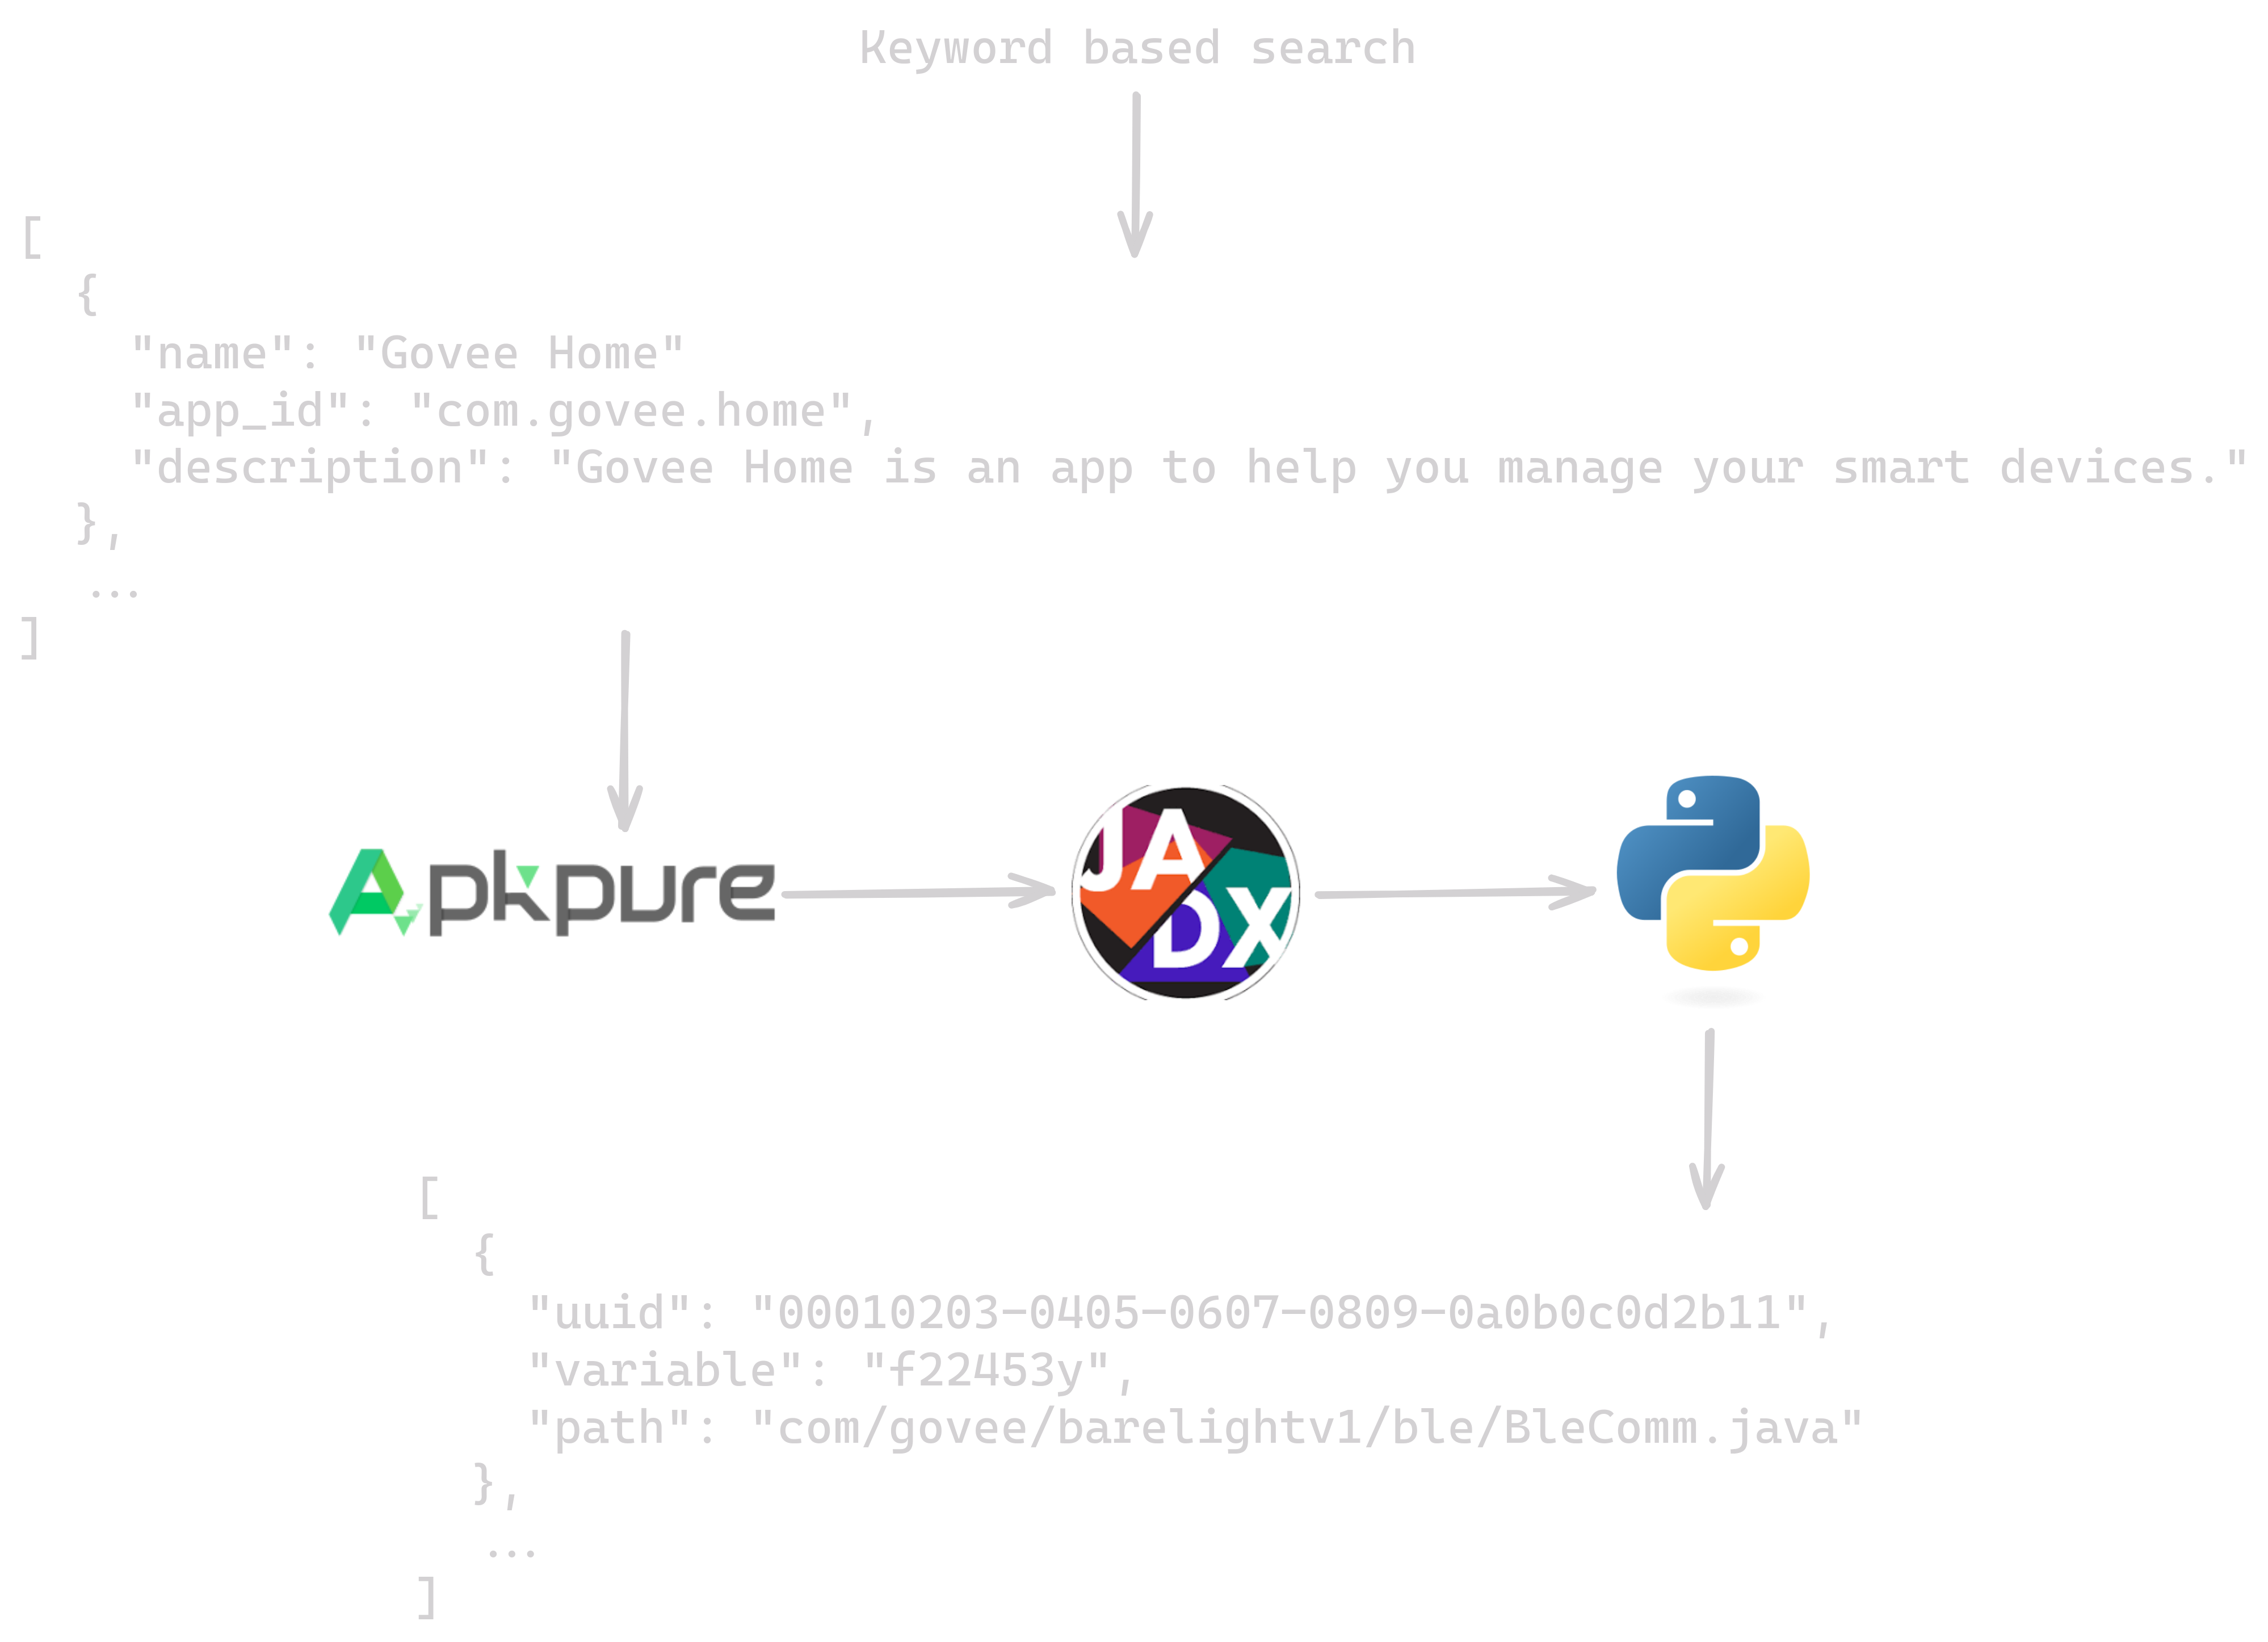 Keyword based search
[
{
"name": "Govee Home"
"app_id": "com.govee.home",
"description": "Govee Home is an app to help you manage your smart devices."
},
...
]
Apkpure
JADX
[
{
"uuid": "00010203-0405-0607-0809-0a0b0c0d2b11",
"variable": "f22453y",
"path": "com/govee/barelightv1/ble/BleComm.java"
},
...
]